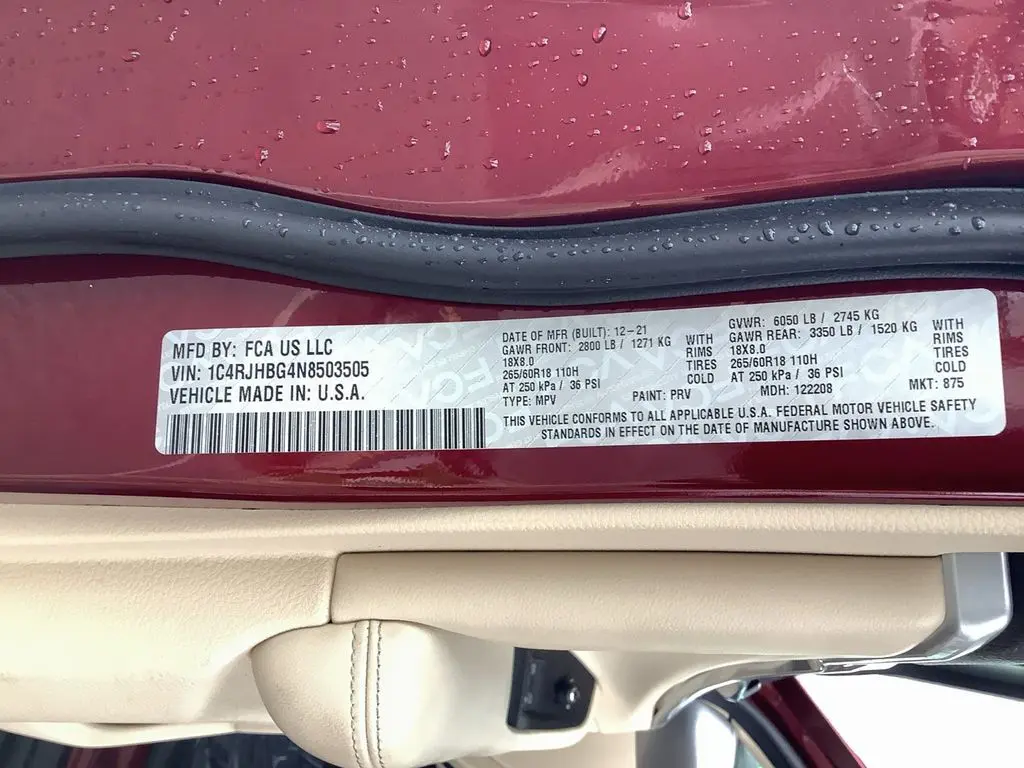 MFD BY: FCA US LLC
VIN: 1C4RJHBG4N8503505
VEHICLE MADE IN: U.S.A.
DATE OF MFR (BUILT): 12-21
GAWR FRONT: 2800 LB / 1271 KG WITH
18X8.0 RIMS
265/60R18 110H TIRES
AT 250 kPa / 36 PSI COLD
TYPE: MPV PAINT: PRV
GVWR: 6050 LB / 2745 KG
GAWR REAR: 3350 LB / 1520 KG WITH
18X8.0 RIMS
265/60R18 110H TIRES
AT 250 kPa / 36 PSI COLD
MDH: 122208 MKT: 875
THIS VEHICLE CONFORMS TO ALL APPLICABLE U.S.A. FEDERAL MOTOR VEHICLE SAFETY
STANDARDS IN EFFECT ON THE DATE OF MANUFACTURE SHOWN ABOVE.